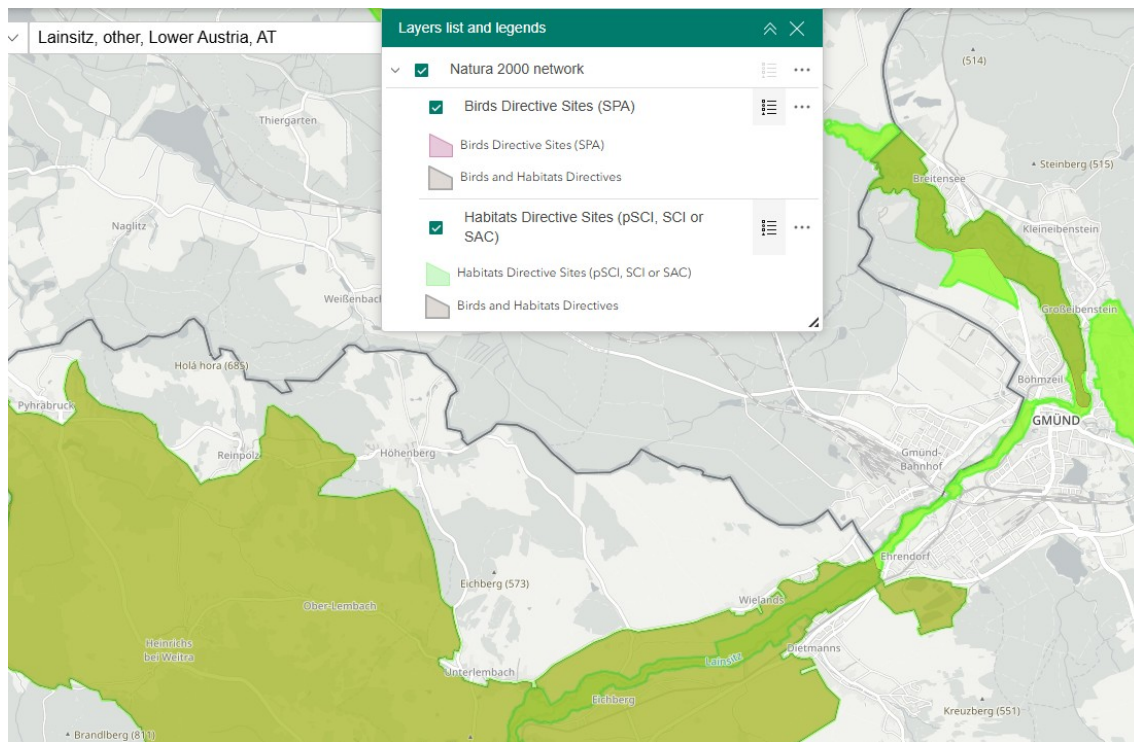 Lainsitz, other, Lower Austria, AT
Layers list and legends
Natura 2000 network
Birds Directive Sites (SPA)
Birds Directive Sites (SPA)
Birds and Habitats Directives
Habitats Directive Sites (pSCI, SCI or
SAC)
Habitats Directive Sites (pSCI, SCI or SAC)
Birds and Habitats Directives
(514)
Thiergarten
Steinberg (515)
Breitensee
Naglitz
Kleineibenstein
Weißenbach
Großeibenstein
Holá hora (685)
Böhmzeil
Pyhrabruck
GMÜND
Reinpolz
Höhenberg
Gmünd-
Bahnhof
Ehrendorf
Eichberg (573)
Ober-Lembach
Wielands
Heinrichs
bei Weitra
Dietmanns
Lainsitz
Unterlembach
Eichberg
Kreuzberg (551)
Brandlberg (811)